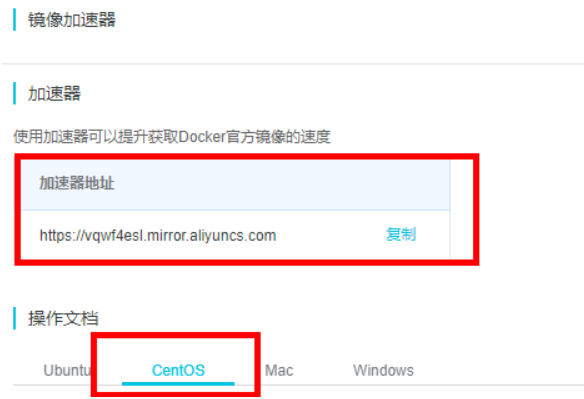 镜像加速器
加速器
使用加速器可以提升获取Docker官方镜像的速度
加速器地址
https://vqwf4esl.mirror.aliyuncs.com 复制
操作文档
Ubuntu CentOS Mac Windows